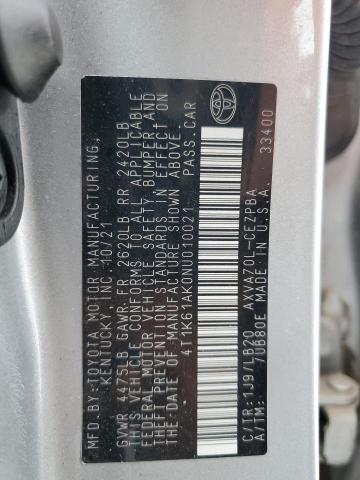 MFD.BY: TOYOTA MOTOR MANUFACTURING,
KENTUCKY, INC. 10/21
GVWR 4475LB GAWR FR 2620LB RR 2420LB
THIS VEHICLE CONFORMS TO ALL APPLICABLE
FEDERAL MOTOR VEHICLE SAFETY, BUMPER AND
THEFT PREVENTION STANDARDS IN EFFECT ON
THE DATE OF MANUFACTURE SHOWN ABOVE.
4T1K61AK0NU010021 PASS.CAR
C/TR:1J9/LB20 AXVA70L-CEZPBA
A/TM: /UB80E MADE IN U.S.A. 33400
TOYOTA